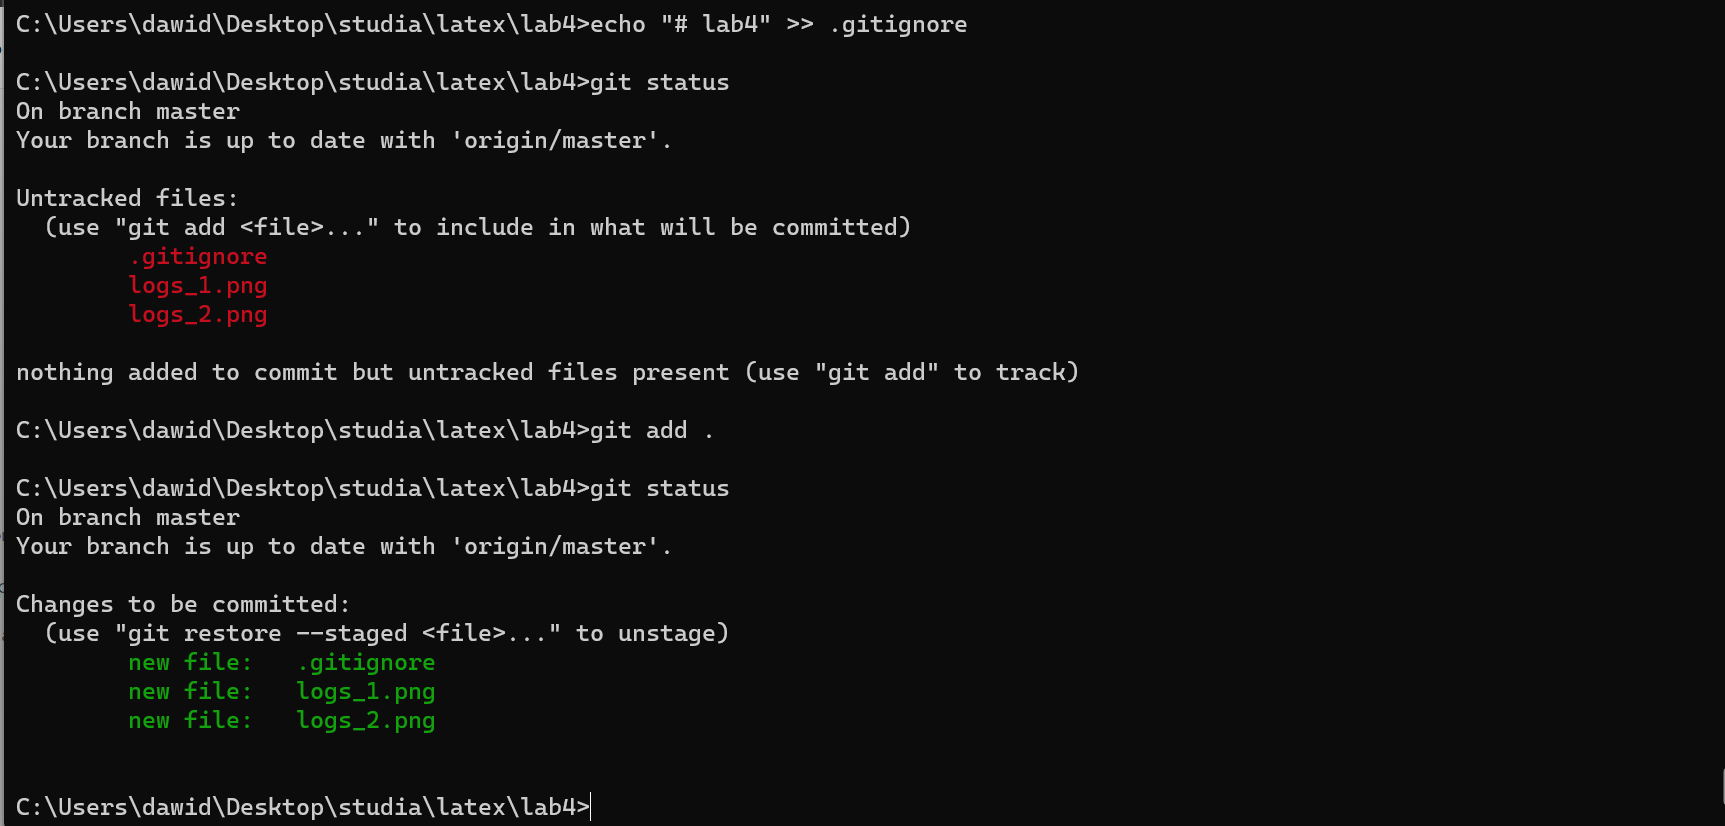 C:\Users\dawid\Desktop\studia\latex\lab4>echo "# lab4" >> .gitignore
C:\Users\dawid\Desktop\studia\latex\lab4>git status
On branch master
Your branch is up to date with 'origin/master'.
Untracked files:
(use "git add <file>..." to include in what will be committed)
.gitignore
logs_1.png
logs_2.png
nothing added to commit but untracked files present (use "git add" to track)
C:\Users\dawid\Desktop\studia\latex\lab4>git add .
C:\Users\dawid\Desktop\studia\latex\lab4>git status
On branch master
Your branch is up to date with 'origin/master'.
Changes to be committed:
(use "git restore --staged <file>..." to unstage)
new file:   .gitignore
new file:   logs_1.png
new file:   logs_2.png
C:\Users\dawid\Desktop\studia\latex\lab4>